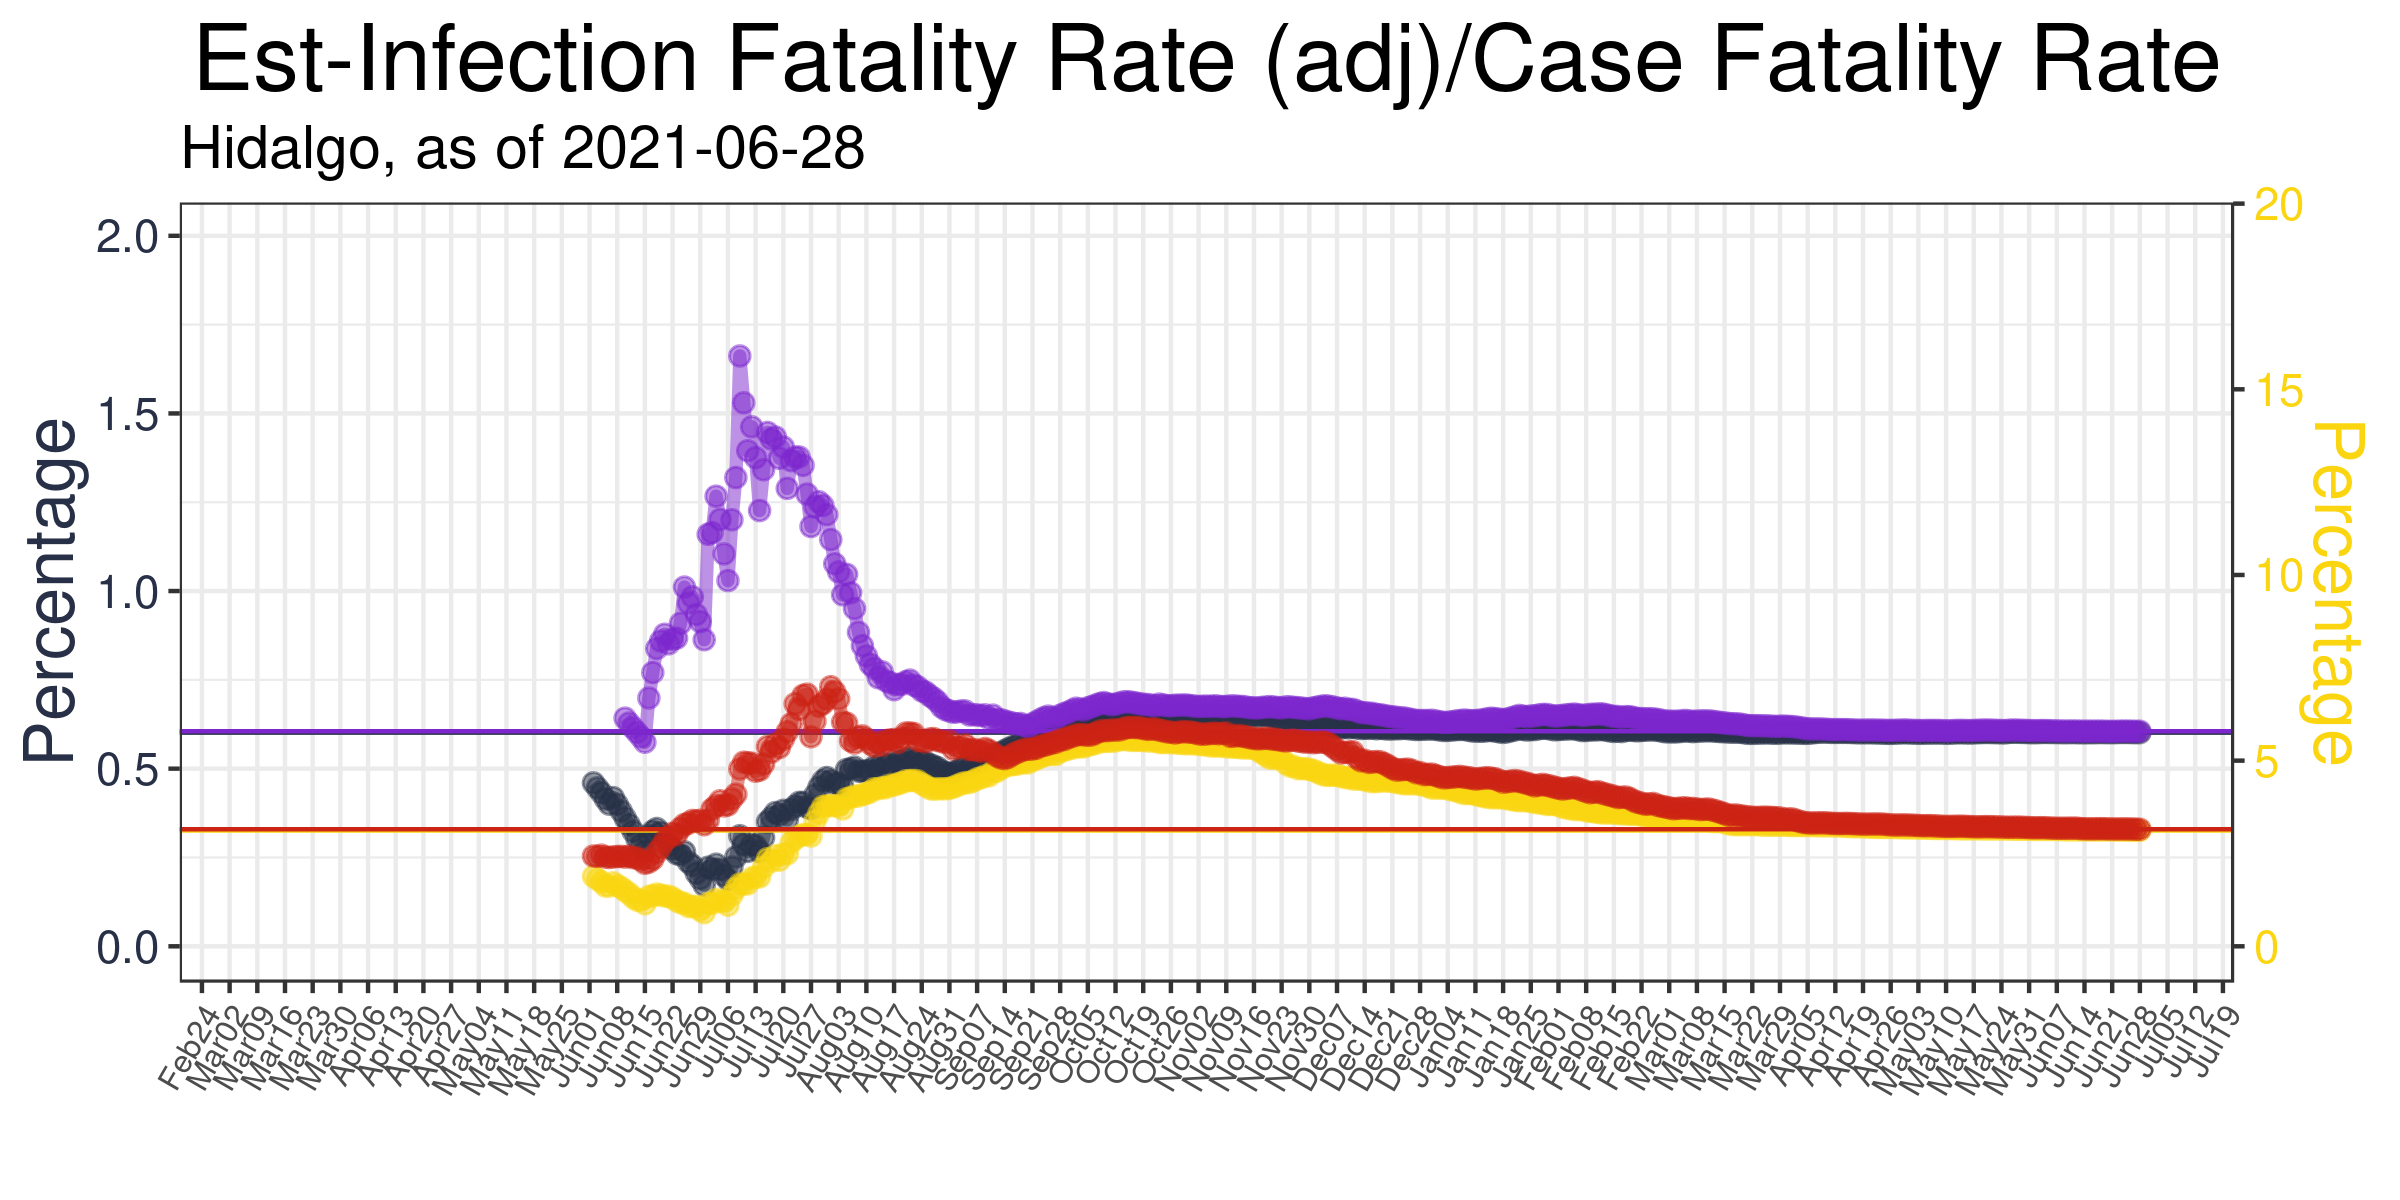 Est-Infection Fatality Rate (adj)/Case Fatality Rate
Hidalgo, as of 2021-06-28
Percentage
2.0
1.5
1.0
0.5
0.0
20
15
10
5
0
Percentage
Feb24
Mar02
Mar09
Mar16
Mar23
Mar30
Apr06
Apr13
Apr20
Apr27
May04
May11
May18
May25
Jun01
Jun08
Jun15
Jun22
Jun29
Jul06
Jul13
Jul20
Jul27
Aug03
Aug10
Aug17
Aug24
Aug31
Sep07
Sep14
Sep21
Sep28
Oct05
Oct12
Oct19
Oct26
Nov02
Nov09
Nov16
Nov23
Nov30
Dec07
Dec14
Dec21
Dec28
Jan04
Jan11
Jan18
Jan25
Feb01
Feb08
Feb15
Feb22
Mar01
Mar08
Mar15
Mar22
Mar29
Apr05
Apr12
Apr19
Apr26
May03
May10
May17
May24
May31
Jun07
Jun14
Jun21
Jun28
Jul05
Jul12
Jul19